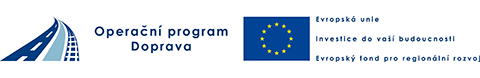 Operační program
Doprava
Evropská unie
Investice do vaší budoucnosti
Evropský fond pro regionální rozvoj